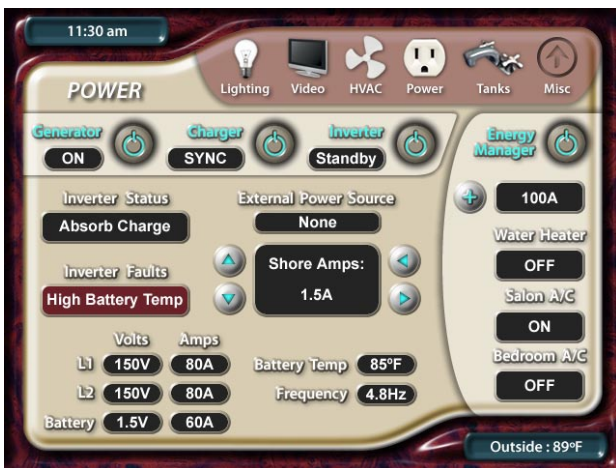 11:30 am
POWER
Lighting Video HVAC Power Tanks Misc
Generator Charger Inverter
ON SYNC Standby
Energy
Manager
100A
Inverter Status
Absorb Charge
External Power Source
None
Shore Amps:
1.5A
Inverter Faults
High Battery Temp
Water Heater
OFF
Salon A/C
ON
Bedroom A/C
OFF
Volts Amps
L1 150V 80A
L2 150V 80A
Battery 1.5V 60A
Battery Temp 85ºF
Frequency 4.8Hz
Outside : 89ºF